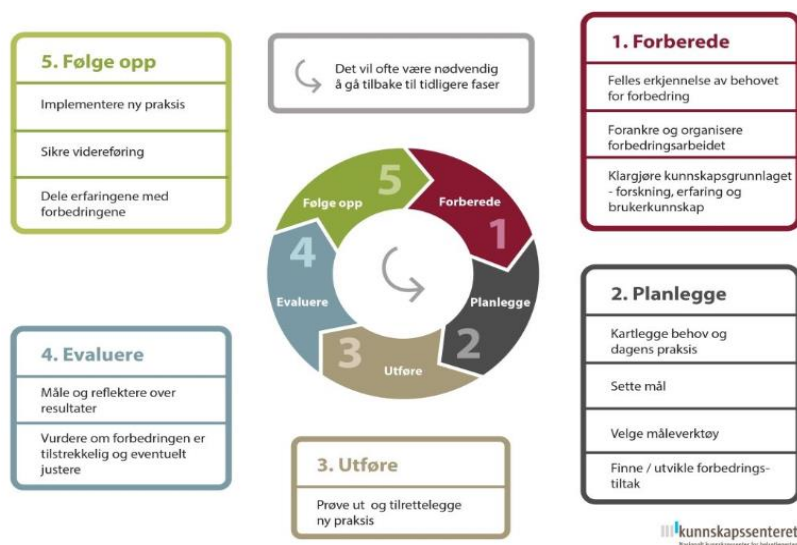 5. Følge opp
Implementere ny praksis
Sikre videreføring
Dele erfaringene med
forbedringene
Det vil ofte være nødvendig
å gå tilbake til tidligere faser
1. Forberede
Felles erkjennelse av behovet
for forbedring
Forankre og organisere
forbedringsarbeidet
Klargjøre kunnskapsgrunnlaget
- forskning, erfaring og
brukerkunnskap
5
Følge opp
Forberede
1
4
Evaluere
Planlegge
2
3
Utføre
2. Planlegge
Kartlegge behov og
dagens praksis
Sette mål
Velge måleverktøy
Finne / utvikle forbedrings-
tiltak
4. Evaluere
Måle og reflektere over
resultater
Vurdere om forbedringen er
tilstrekkelig og eventuelt
justere
3. Utføre
Prøve ut og tilrettelegge
ny praksis
kunnskapssenteret